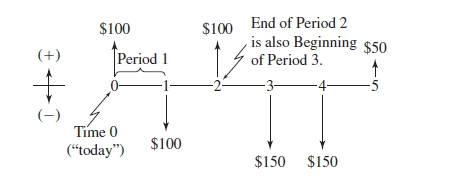 $100
$100
End of Period 2
is also Beginning
of Period 3.
$50
(+)
Period 1
0
1
2
3
4
5
(−)
Time 0
(“today”)
$100
$150
$150